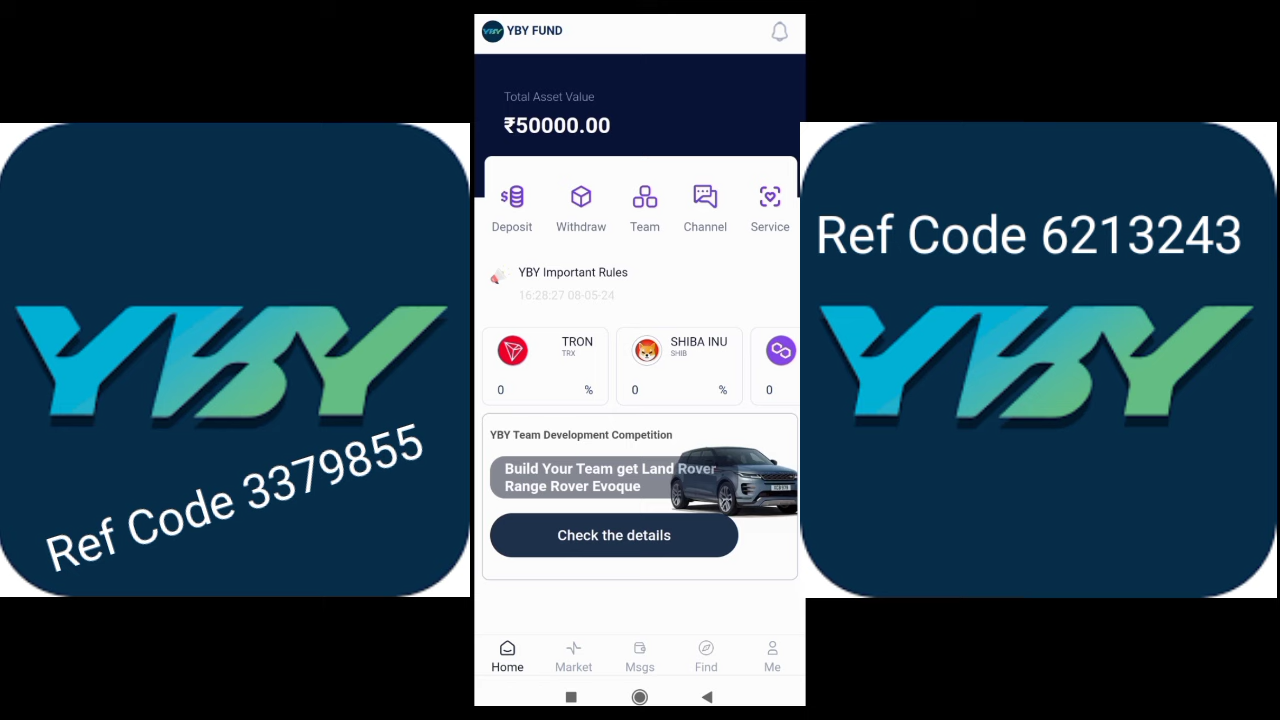 YBY
Ref Code 3379855
YBY FUND
Total Asset Value
₹50000.00
Deposit
Withdraw
Team
Channel
Service
YBY Important Rules
16:28:27 08-05-24
TRON
TRX
0 %
SHIBA INU
SHIB
0 %
0
YBY Team Development Competition
Build Your Team get Land Rover
Range Rover Evoque
Check the details
Home
Market
Msgs
Find
Me
Ref Code 6213243
YBY